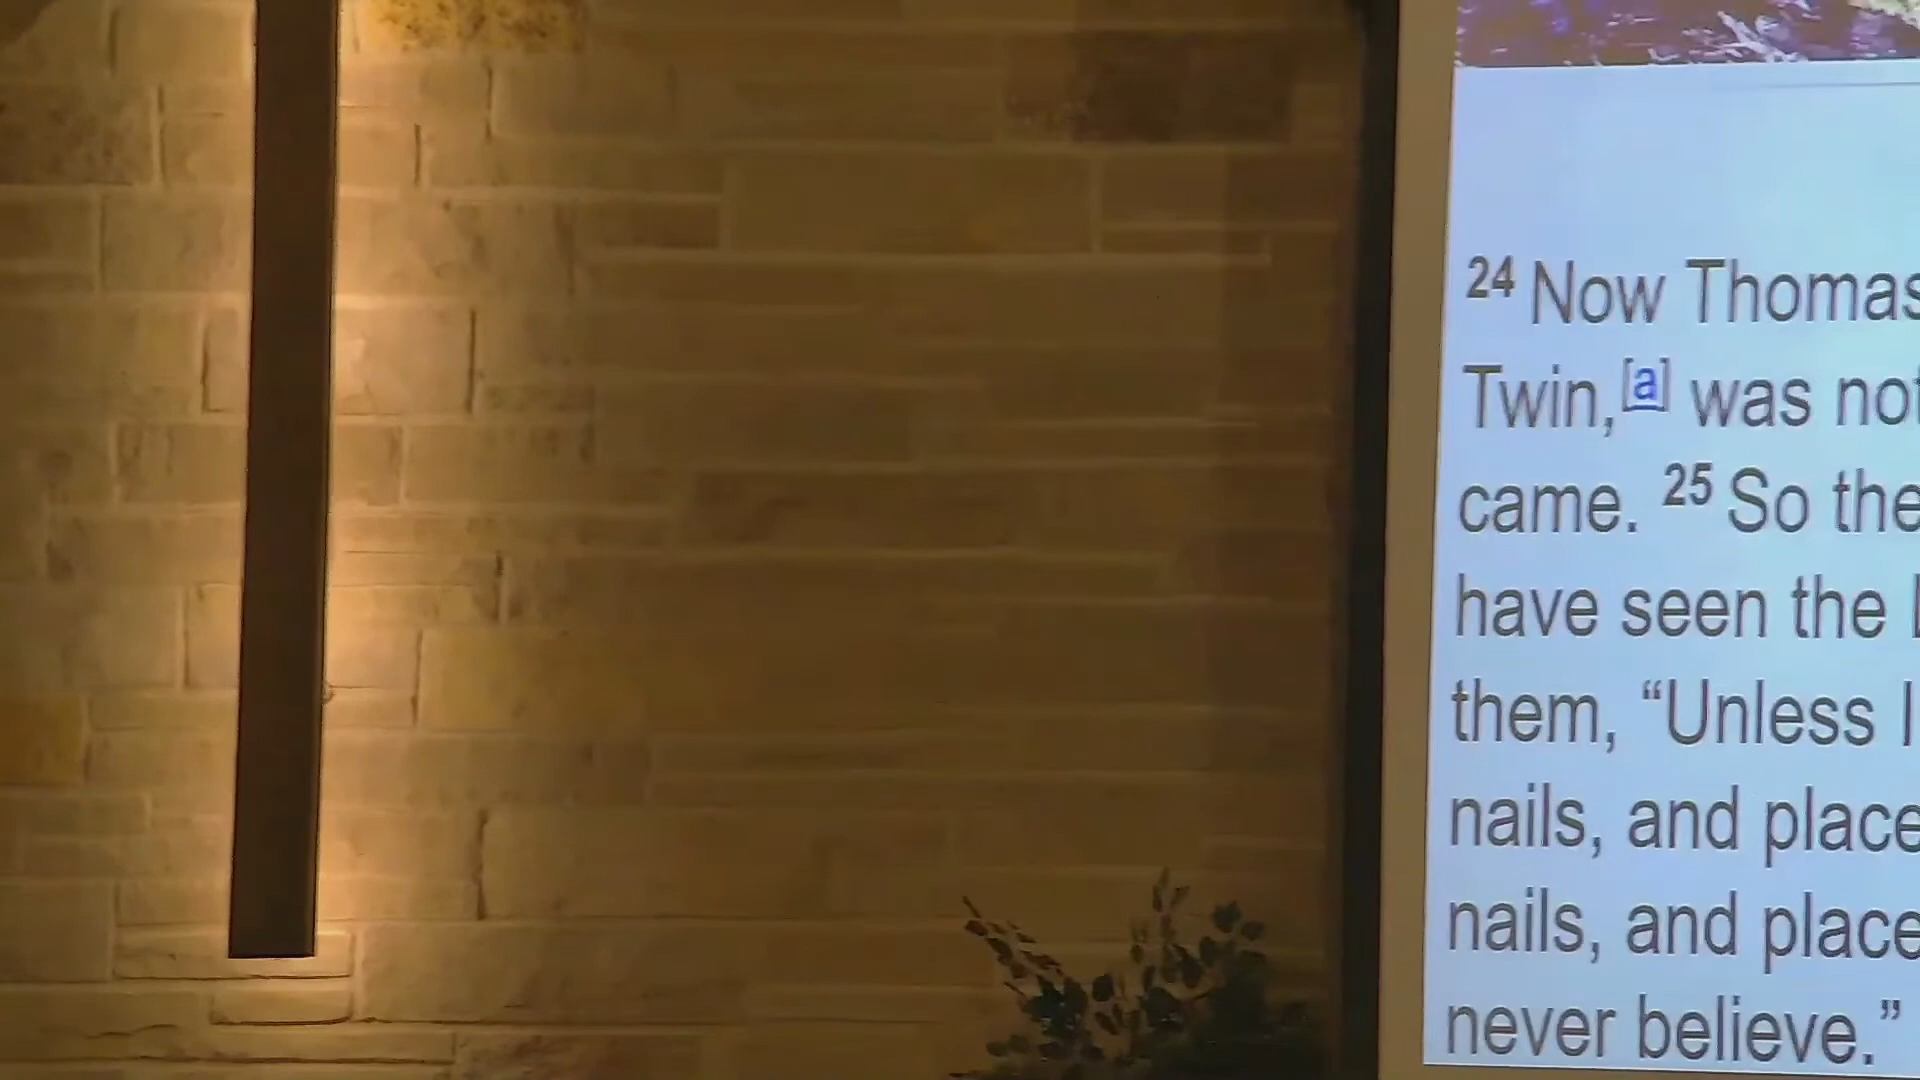 24 Now Thomas
Twin,[a] was not
came. 25 So the
have seen the
them, “Unless I
nails, and place
nails, and place
never believe.”